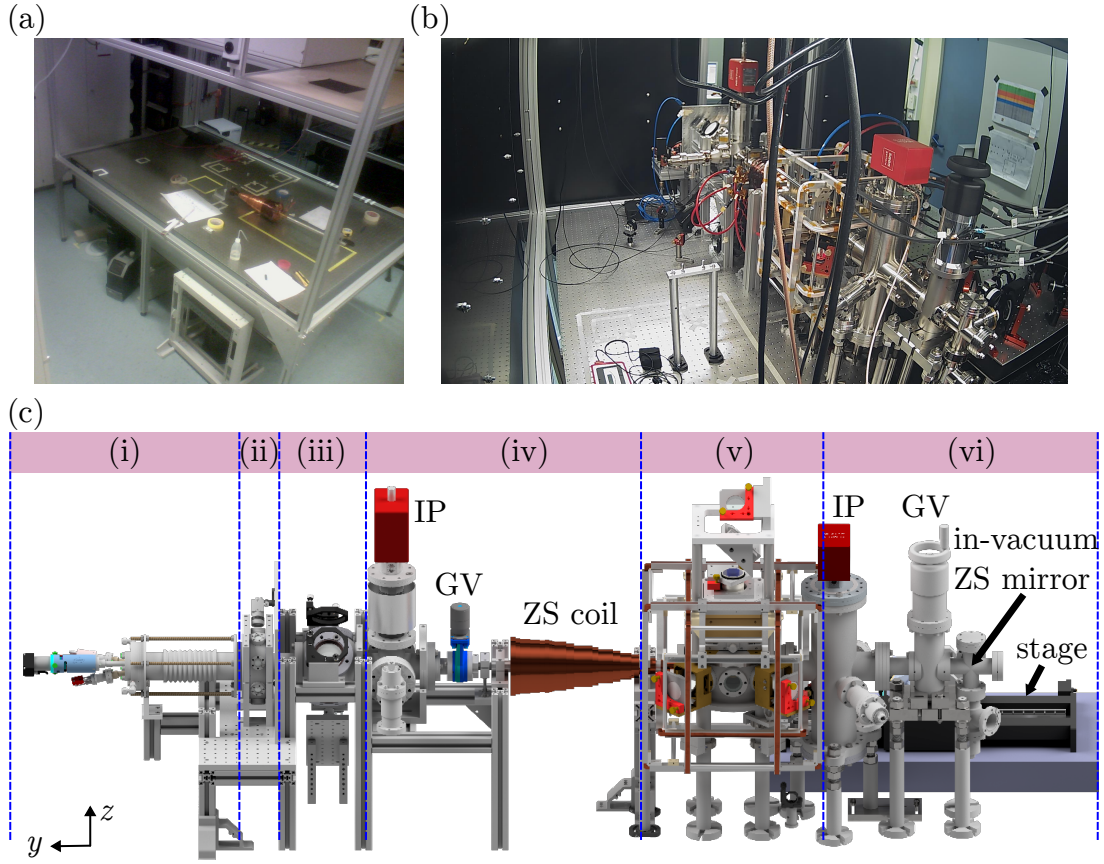 (a)
(b)
(c)
(i)
(ii)
(iii)
(iv)
(v)
(vi)
IP
GV
ZS coil
IP
GV
in-vacuum
ZS mirror
stage
z
y